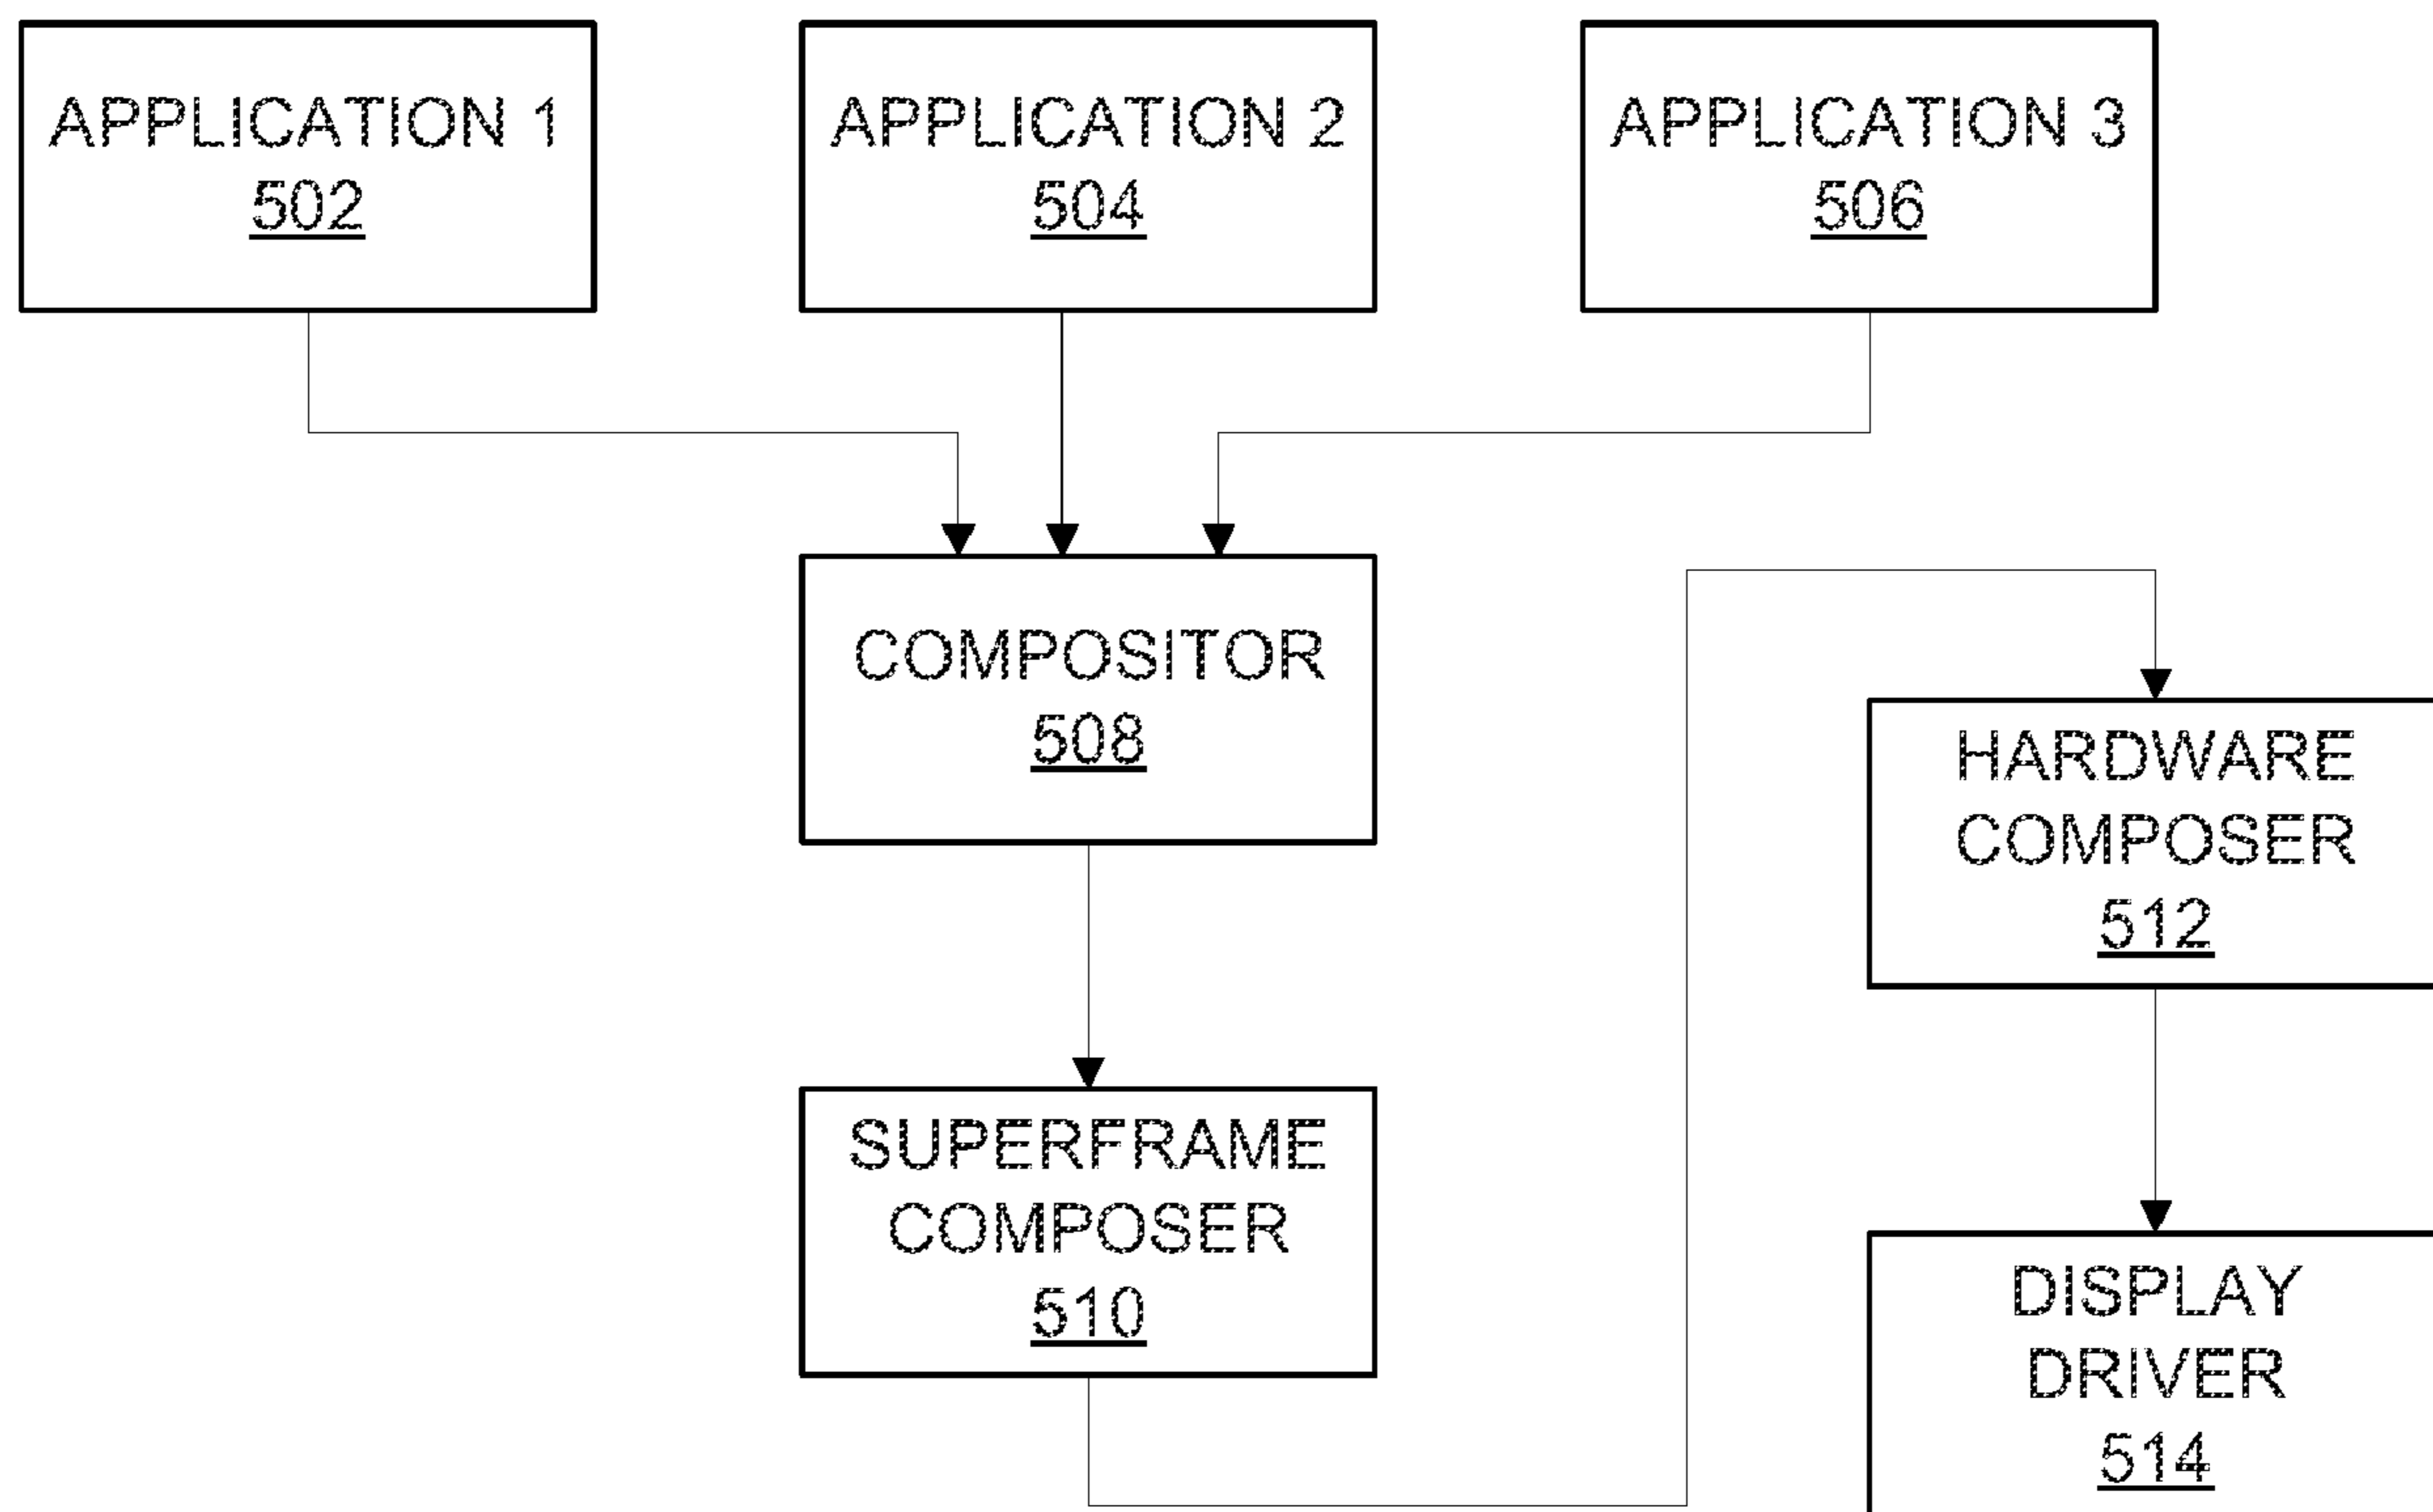 APPLICATION 1
502
APPLICATION 2
504
APPLICATION 3
506
COMPOSITOR
508
SUPERFRAME
COMPOSER
510
HARDWARE
COMPOSER
512
DISPLAY
DRIVER
514